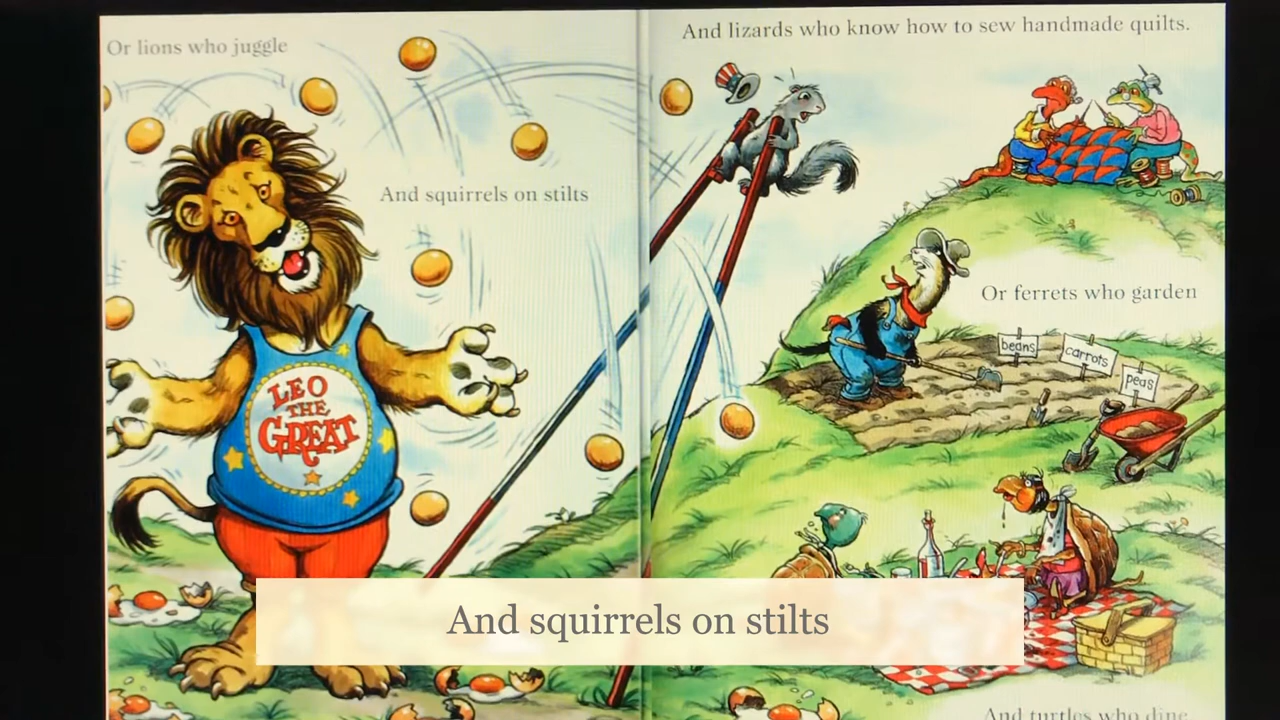 Or lions who juggle
And squirrels on stilts
LEO
THE
GREAT
And lizards who know how to sew handmade quilts.
Or ferrets who garden
beans
carrots
peas
And turtles who dine
And squirrels on stilts